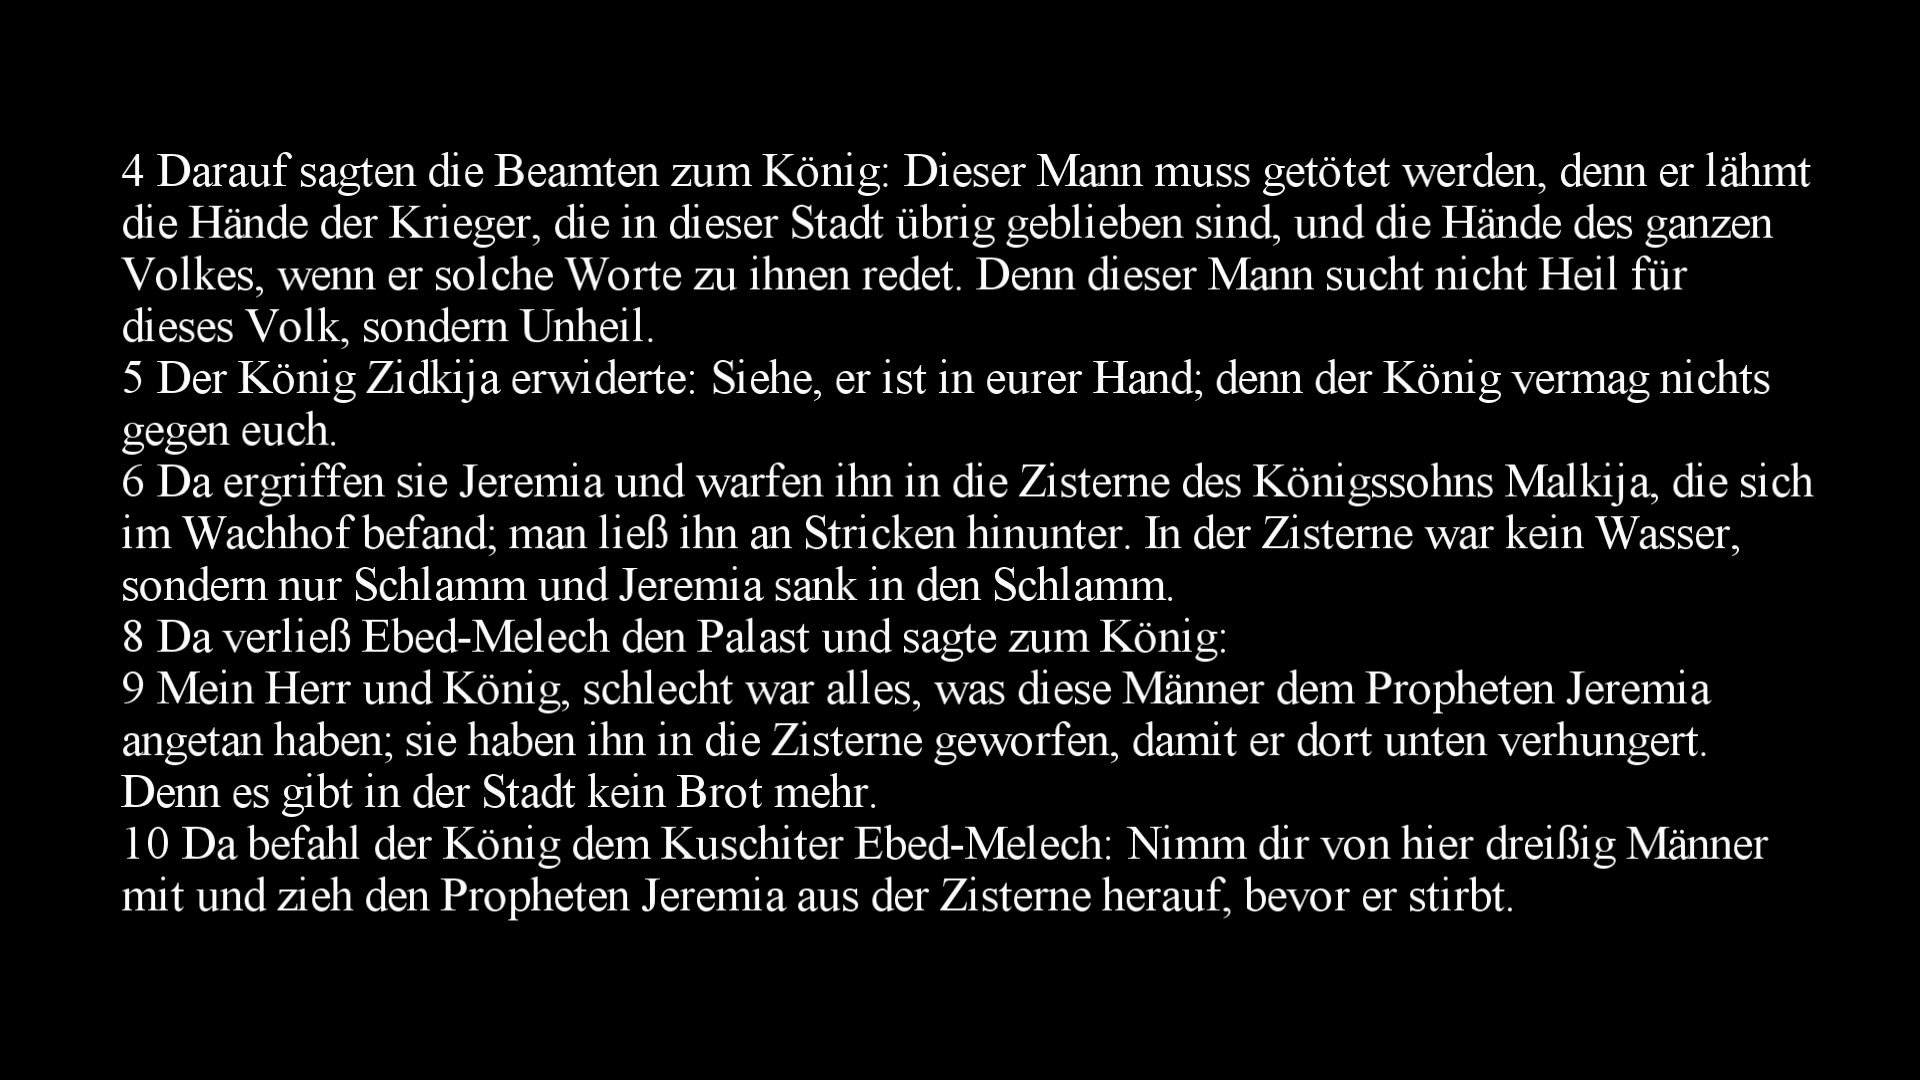 4 Darauf sagten die Beamten zum König: Dieser Mann muss getötet werden, denn er lähmt
die Hände der Krieger, die in dieser Stadt übrig geblieben sind, und die Hände des ganzen
Volkes, wenn er solche Worte zu ihnen redet. Denn dieser Mann sucht nicht Heil für
dieses Volk, sondern Unheil.
5 Der König Zidkija erwiderte: Siehe, er ist in eurer Hand; denn der König vermag nichts
gegen euch.
6 Da ergriffen sie Jeremia und warfen ihn in die Zisterne des Königssohns Malkija, die sich
im Wachhof befand; man ließ ihn an Stricken hinunter. In der Zisterne war kein Wasser,
sondern nur Schlamm und Jeremia sank in den Schlamm.
8 Da verließ Ebed-Melech den Palast und sagte zum König:
9 Mein Herr und König, schlecht war alles, was diese Männer dem Propheten Jeremia
angetan haben; sie haben ihn in die Zisterne geworfen, damit er dort unten verhungert.
Denn es gibt in der Stadt kein Brot mehr.
10 Da befahl der König dem Kuschiter Ebed-Melech: Nimm dir von hier dreißig Männer
mit und zieh den Propheten Jeremia aus der Zisterne herauf, bevor er stirbt.